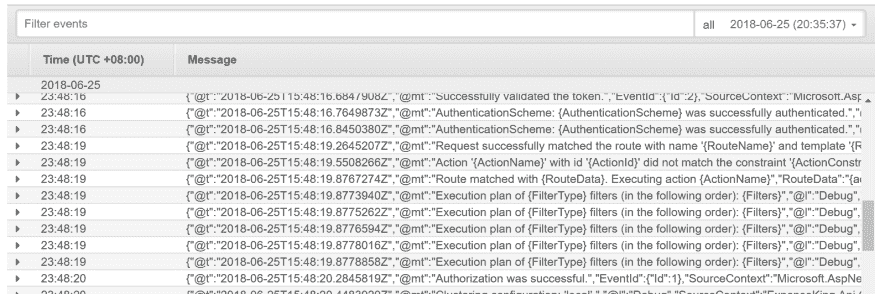 Filter events
all 2018-06-25 (20:35:37)
Time (UTC +08:00) Message
2018-06-25
23:48:16 {"@t":"2018-06-25T15:48:16.6847908Z","@mt":"Successfully validated the token.","EventId":{"Id":2},"SourceContext":"Microsoft.Asp
23:48:16 {"@t":"2018-06-25T15:48:16.7649873Z","@mt":"AuthenticationScheme: {AuthenticationScheme} was successfully authenticated.","
23:48:16 {"@t":"2018-06-25T15:48:16.8450380Z","@mt":"AuthenticationScheme: {AuthenticationScheme} was successfully authenticated.","
23:48:19 {"@t":"2018-06-25T15:48:19.2645207Z","@mt":"Request successfully matched the route with name '{RouteName}' and template '{R
23:48:19 {"@t":"2018-06-25T15:48:19.5508266Z","@mt":"Action '{ActionName}' with id '{ActionId}' did not match the constraint '{ActionConstr
23:48:19 {"@t":"2018-06-25T15:48:19.8767274Z","@mt":"Route matched with {RouteData}. Executing action {ActionName}","RouteData":"{ac
23:48:19 {"@t":"2018-06-25T15:48:19.8773940Z","@mt":"Execution plan of {FilterType} filters (in the following order): {Filters}","@l":"Debug",
23:48:19 {"@t":"2018-06-25T15:48:19.8775262Z","@mt":"Execution plan of {FilterType} filters (in the following order): {Filters}","@l":"Debug",
23:48:19 {"@t":"2018-06-25T15:48:19.8776594Z","@mt":"Execution plan of {FilterType} filters (in the following order): {Filters}","@l":"Debug",
23:48:19 {"@t":"2018-06-25T15:48:19.8778016Z","@mt":"Execution plan of {FilterType} filters (in the following order): {Filters}","@l":"Debug",
23:48:19 {"@t":"2018-06-25T15:48:19.8778858Z","@mt":"Execution plan of {FilterType} filters (in the following order): {Filters}","@l":"Debug",
23:48:20 {"@t":"2018-06-25T15:48:20.2845819Z","@mt":"Authorization was successful.","EventId":{"Id":1},"SourceContext":"Microsoft.AspNe